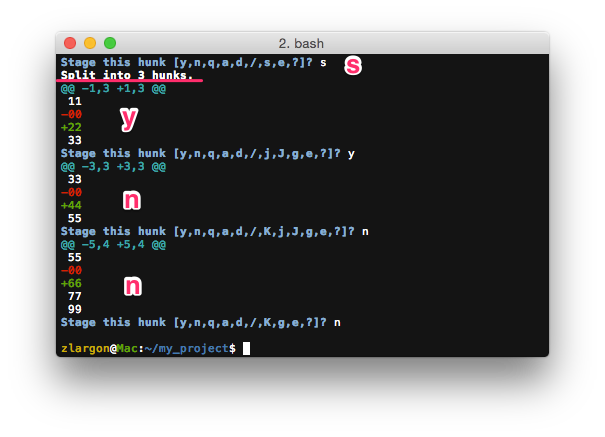 2. bash
Stage this hunk [y,n,q,a,d,/,s,e,?]? s
s
Split into 3 hunks.
@@ -1,3 +1,3 @@
11
-00
y
+22
33
Stage this hunk [y,n,q,a,d,/,j,J,g,e,?]? y
@@ -3,3 +3,3 @@
33
-00
n
+44
55
Stage this hunk [y,n,q,a,d,/,K,j,J,g,e,?]? n
@@ -5,4 +5,4 @@
55
-00
+66
n
77
99
Stage this hunk [y,n,q,a,d,/,K,g,e,?]? n
zlargon@Mac:~/my_project$